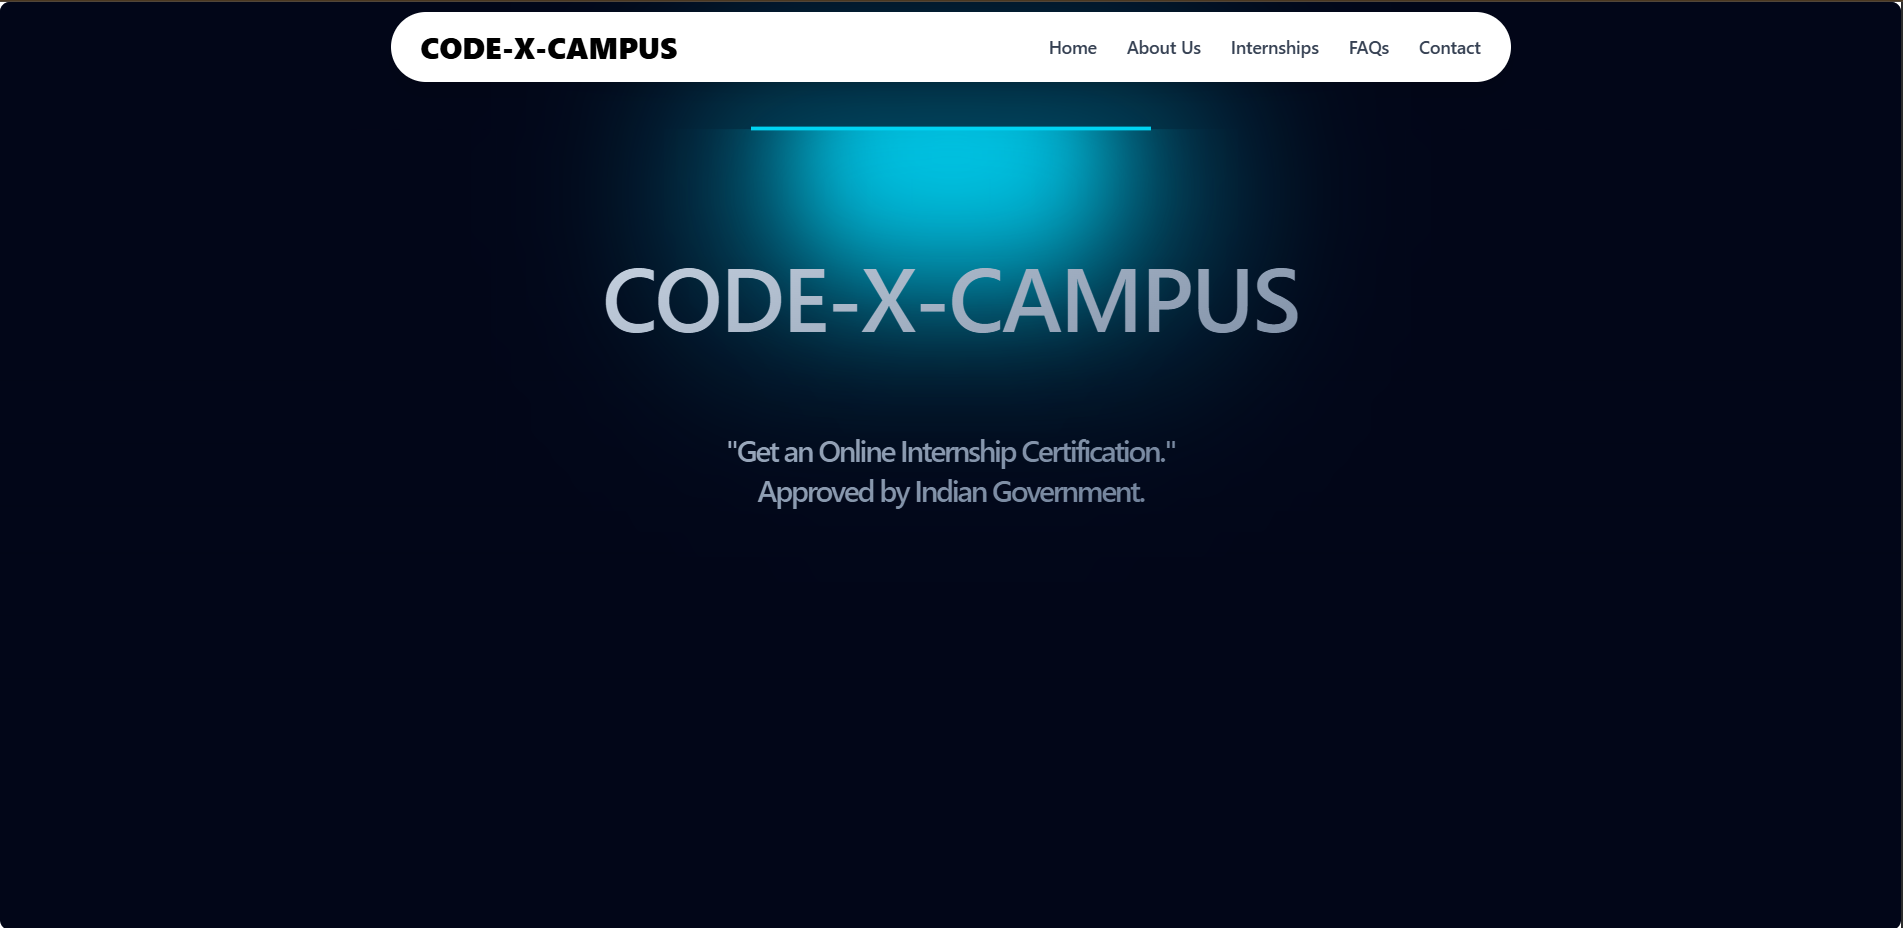 CODE-X-CAMPUS Home About Us Internships FAQs Contact
CODE-X-CAMPUS
"Get an Online Internship Certification."
Approved by Indian Government.